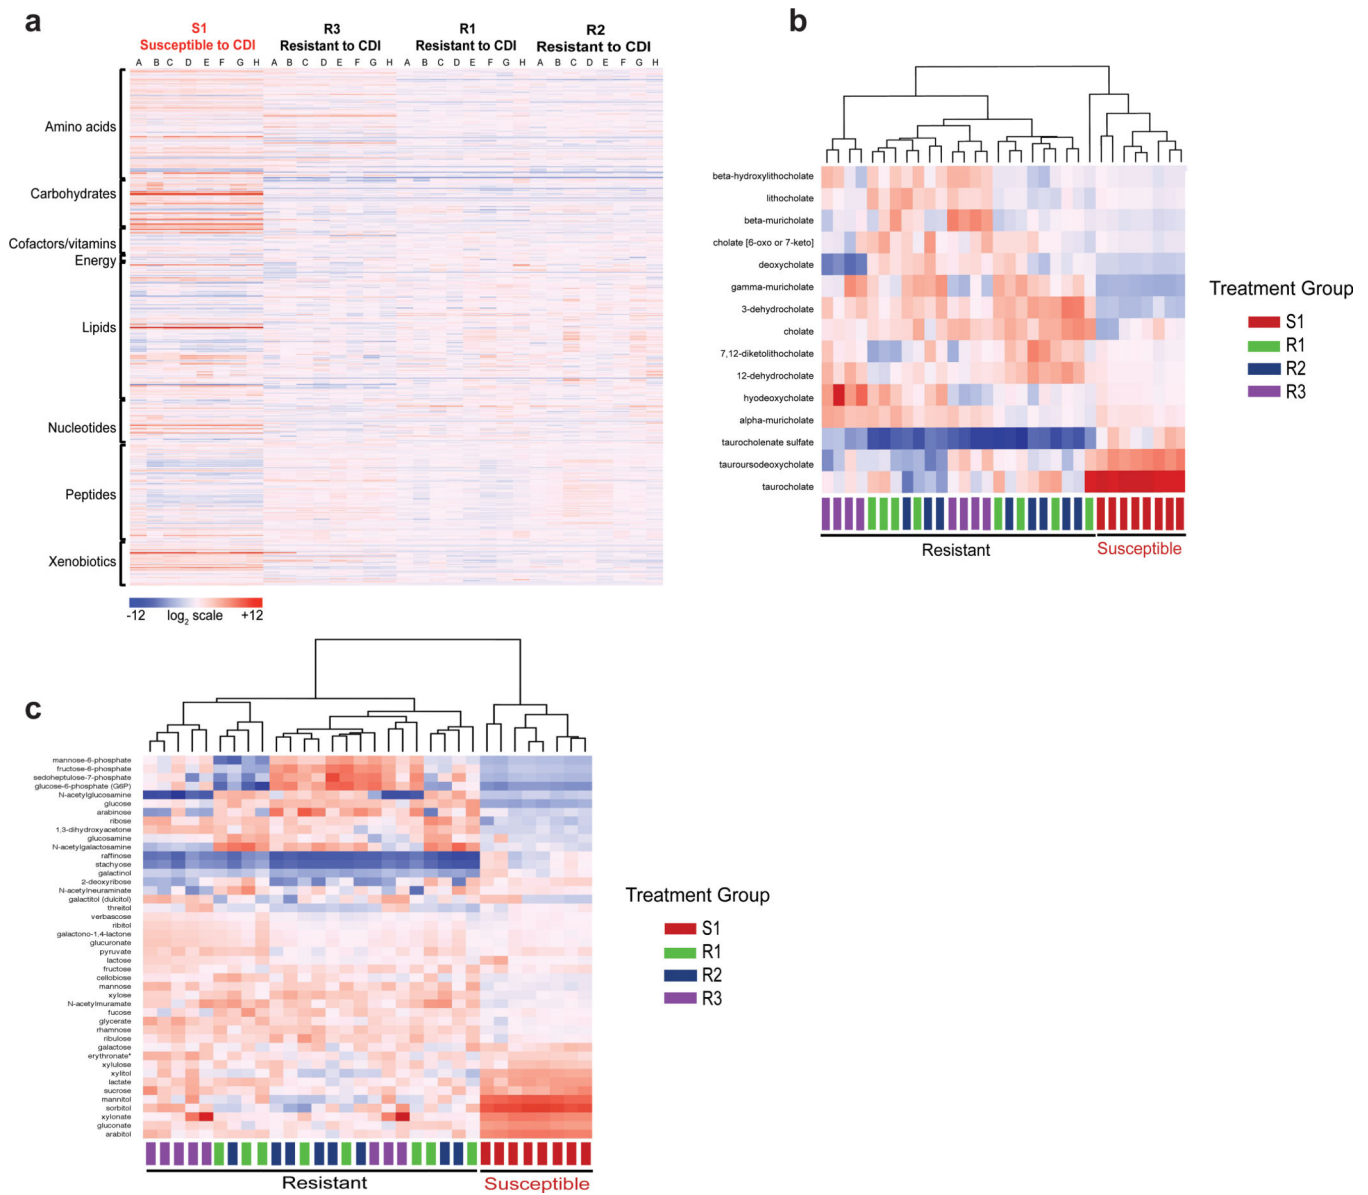 a
S1
Susceptible to CDI
R3
Resistant to CDI
R1
Resistant to CDI
R2
Resistant to CDI
A B C D E F G H A B C D E F G H A B C D E F G H A B C D E F G H
Amino acids
Carbohydrates
Cofactors/vitamins
Energy
Lipids
Nucleotides
Peptides
Xenobiotics
-12 log2 scale +12
b
beta-hydroxylithocholate
lithocholate
beta-muricholate
cholate [6-oxo or 7-keto]
deoxycholate
gamma-muricholate
3-dehydrocholate
cholate
7,12-diketolithocholate
12-dehydrocholate
hyodeoxycholate
alpha-muricholate
taurocholenate sulfate
tauroursodeoxycholate
taurocholate
Resistant
Susceptible
Treatment Group
S1
R1
R2
R3
c
mannose-6-phosphate
fructose-6-phosphate
sedoheptulose-7-phosphate
glucose-6-phosphate (G6P)
N-acetylglucosamine
glucose
arabinose
ribose
1,3-dihydroxyacetone
glucosamine
N-acetylgalactosamine
raffinose
stachyose
galactinol
2-deoxyribose
N-acetylneuraminate
galactitol (dulcitol)
threitol
verbascose
ribitol
galactono-1,4-lactone
glucuronate
pyruvate
lactose
fructose
cellobiose
mannose
xylose
N-acetylmuramate
fucose
glycerate
rhamnose
ribulose
galactose
erythronate*
xylulose
xylitol
lactate
sucrose
mannitol
sorbitol
xylonate
gluconate
arabitol
Resistant
Susceptible
Treatment Group
S1
R1
R2
R3